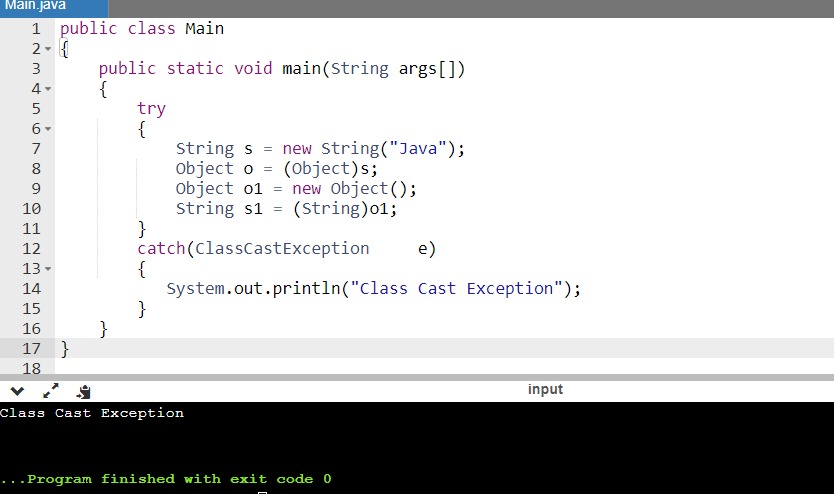 Main.java
1 public class Main
2 {
3 public static void main(String args[])
4 {
5 try
6 {
7 String s = new String("Java");
8 Object o = (Object)s;
9 Object o1 = new Object();
10 String s1 = (String)o1;
11 }
12 catch(ClassCastException e)
13 {
14 System.out.println("Class Cast Exception");
15 }
16 }
17 }
18
input
Class Cast Exception
...Program finished with exit code 0